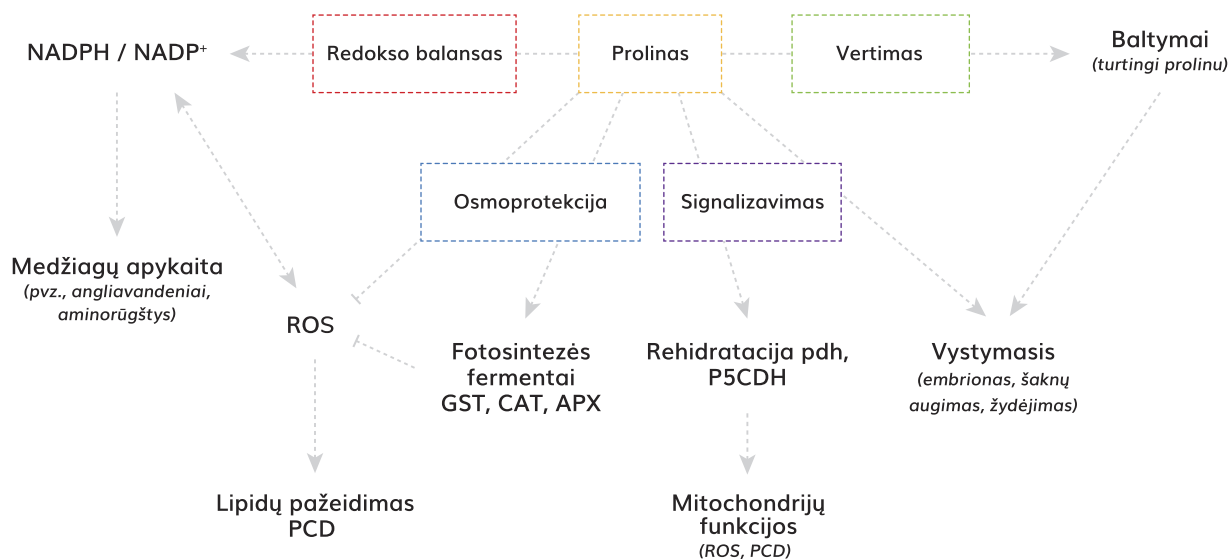 NADPH / NADP⁺
Redokso balansas
Prolinas
Vertimas
Baltymai
(turtingi prolinu)
Osmoprotekcija
Signalizavimas
Medžiagų apykaita
(pvz., angliavandeniai,
aminorūgštys)
ROS
Fotosintezės
fermentai
GST, CAT, APX
Rehidratacija pdh,
P5CDH
Vystymasis
(embrionas, šaknų
augimas, žydėjimas)
Lipidų pažeidimas
PCD
Mitochondrijų
funkcijos
(ROS, PCD)